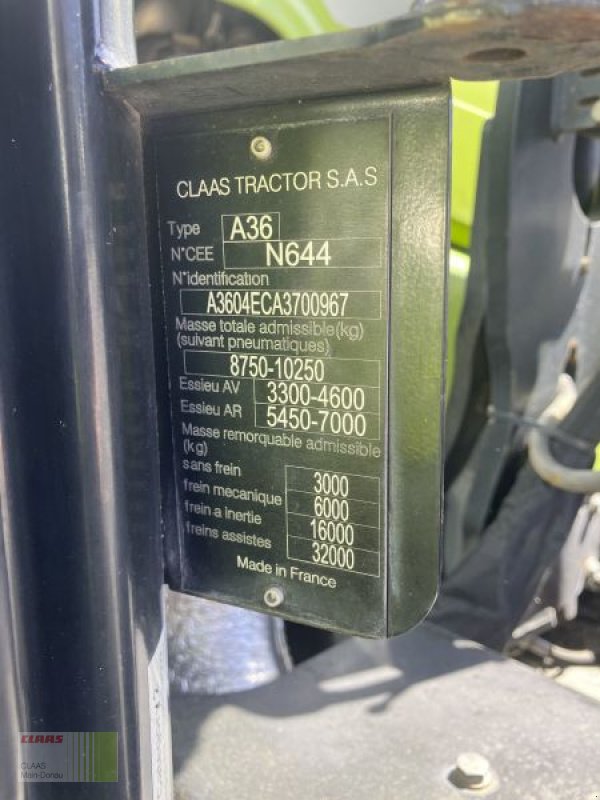 CLAAS TRACTOR S.A.S
Type A36
N°CEE N644
N°identification
A3604ECA3700967
Masse totale admissible(kg)
(suivant pneumatiques)
8750-10250
Essieu AV 3300-4600
Essieu AR 5450-7000
Masse remorquable admissible
(kg)
sans frein 3000
frein mecanique 6000
frein a inertie 16000
freins assistes 32000
Made in France
CLAAS
CLAAS
Main-Donau